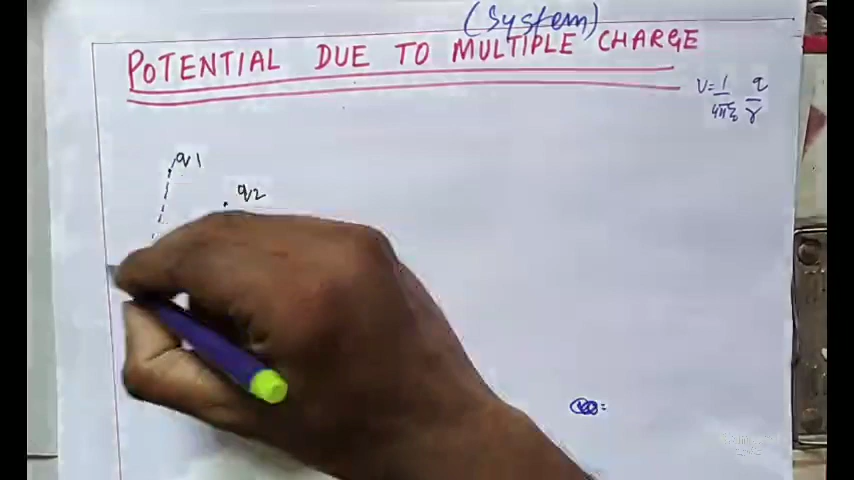 (System)
POTENTIAL DUE TO MULTIPLE CHARGE
V = 1/4πε₀ q/r
q1
q2